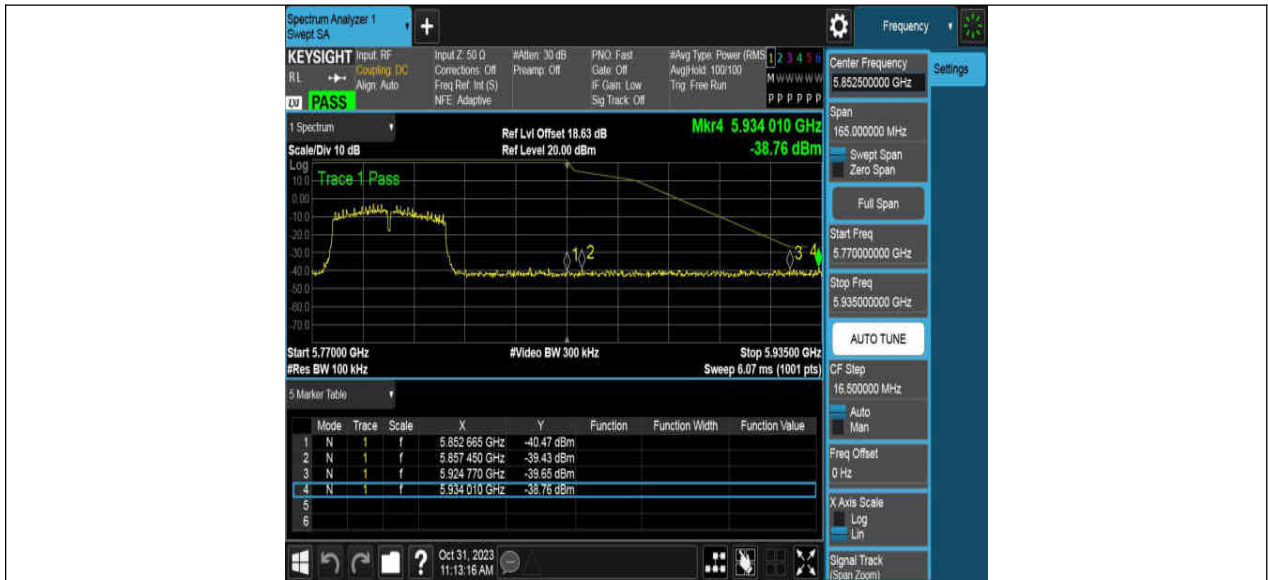 Spectrum Analyzer 1
Swept SA
+
Frequency
KEYSIGHT
RL
LXI
PASS
Input: RF
Coupling: DC
Align: Auto
Input Z: 50 Ω
Corrections: Off
Freq Ref: Int (S)
NFE: Adaptive
#Atten: 30 dB
Preamp: Off
PNO: Fast
Gate: Off
IF Gain: Low
Sig Track: Off
#Avg Type: Power (RMS
Avg|Hold: 100/100
Trig: Free Run
1 2 3 4 5 6
M W W W W W
P P P P P P
Center Frequency
5.852500000 GHz
Settings
Span
165.000000 MHz
Swept Span
Zero Span
Full Span
Start Freq
5.770000000 GHz
Stop Freq
5.935000000 GHz
AUTO TUNE
CF Step
16.500000 MHz
Auto
Man
Freq Offset
0 Hz
X Axis Scale
Log
Lin
Signal Track
(Span Zoom)
1 Spectrum
Scale/Div 10 dB
Ref Lvl Offset 18.63 dB
Ref Level 20.00 dBm
Mkr4 5.934 010 GHz
-38.76 dBm
Log
Trace 1 Pass
10.0
0.00
-10.0
-20.0
-30.0
-40.0
-50.0
-60.0
-70.0
1 2 3 4
Start 5.77000 GHz
#Res BW 100 kHz
#Video BW 300 kHz
Stop 5.93500 GHz
Sweep 6.07 ms (1001 pts)
5 Marker Table
Mode Trace Scale X Y Function Function Width Function Value
1 N 1 f 5.852 665 GHz -40.47 dBm
2 N 1 f 5.857 450 GHz -39.43 dBm
3 N 1 f 5.924 770 GHz -39.65 dBm
4 N 1 f 5.934 010 GHz -38.76 dBm
5
6
?
Oct 31, 2023
11:13:16 AM